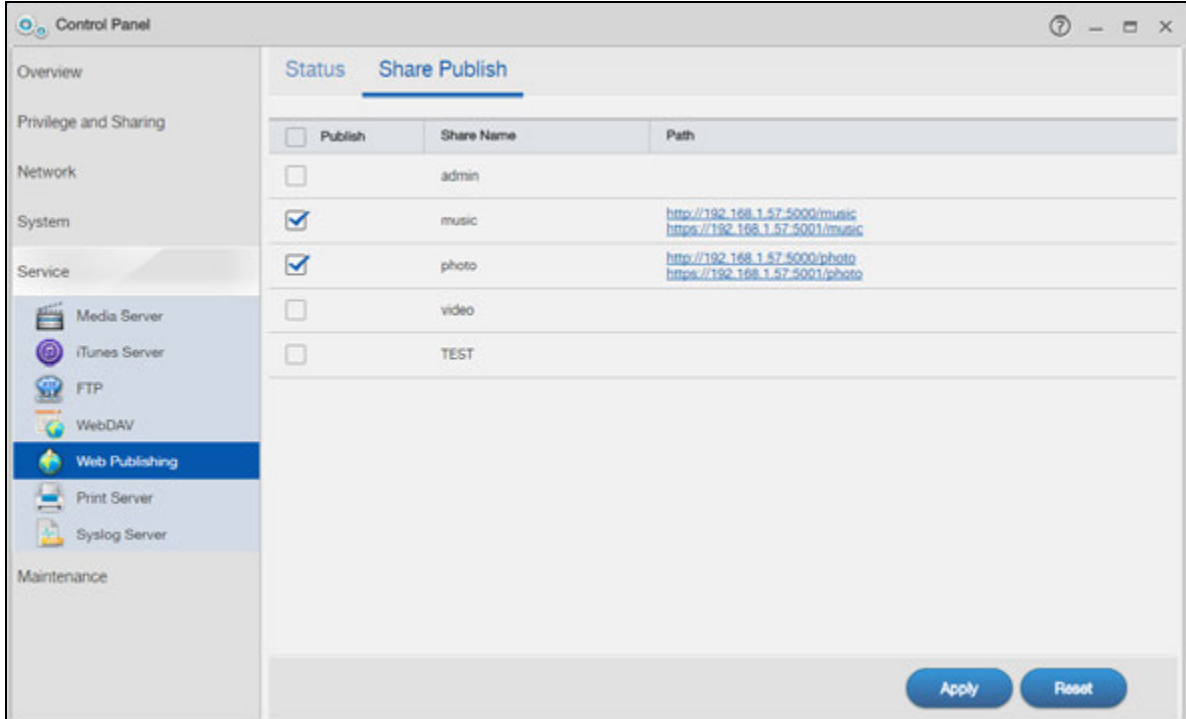 Control Panel
Overview
Privilege and Sharing
Network
System
Service
Media Server
iTunes Server
FTP
WebDAV
Web Publishing
Print Server
Syslog Server
Maintenance
Status Share Publish
Publish Share Name Path
admin
music http://192.168.1.57:5000/music
https://192.168.1.57:5001/music
photo http://192.168.1.57:5000/photo
https://192.168.1.57:5001/photo
video
TEST
Apply Reset